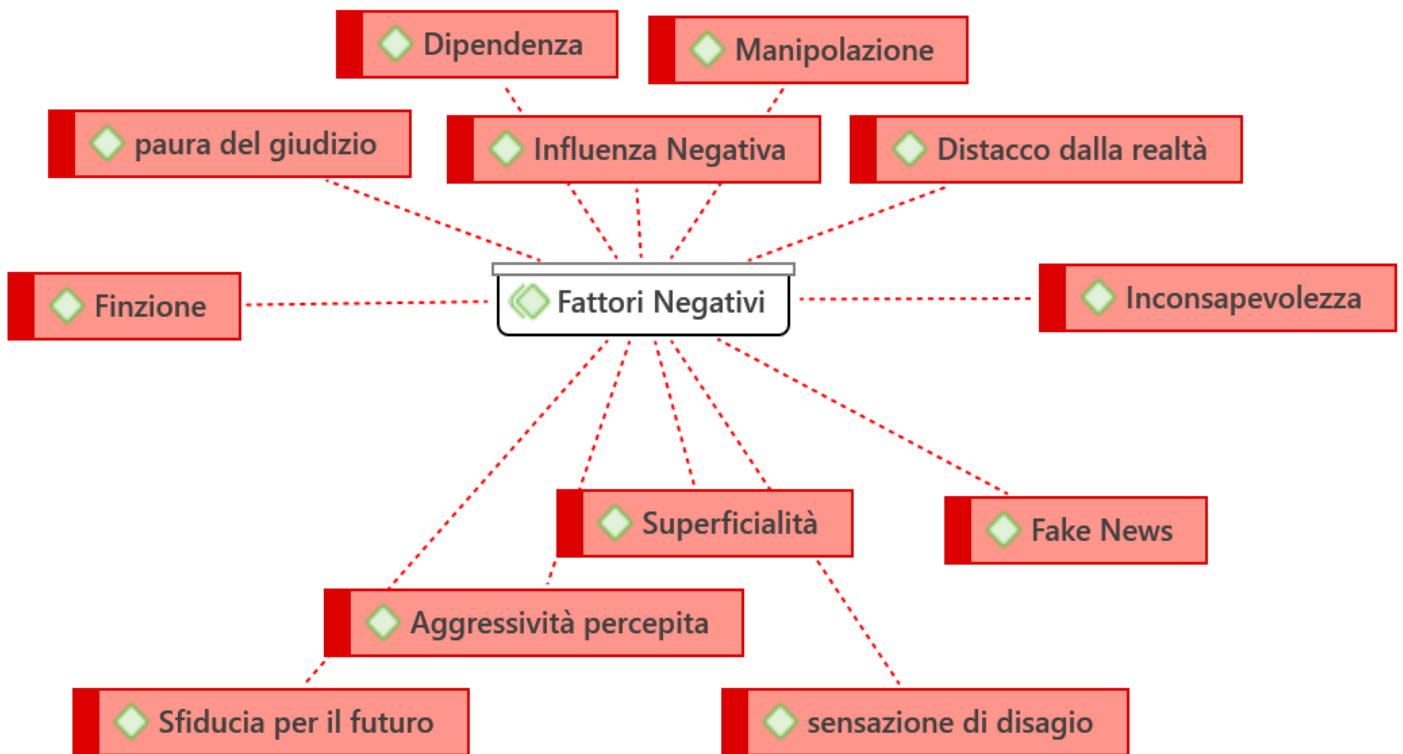 Dipendenza
Manipolazione
paura del giudizio
Influenza Negativa
Distacco dalla realtà
Finzione
Fattori Negativi
Inconsapevolezza
Superficialità
Fake News
Aggressività percepita
Sfiducia per il futuro
sensazione di disagio